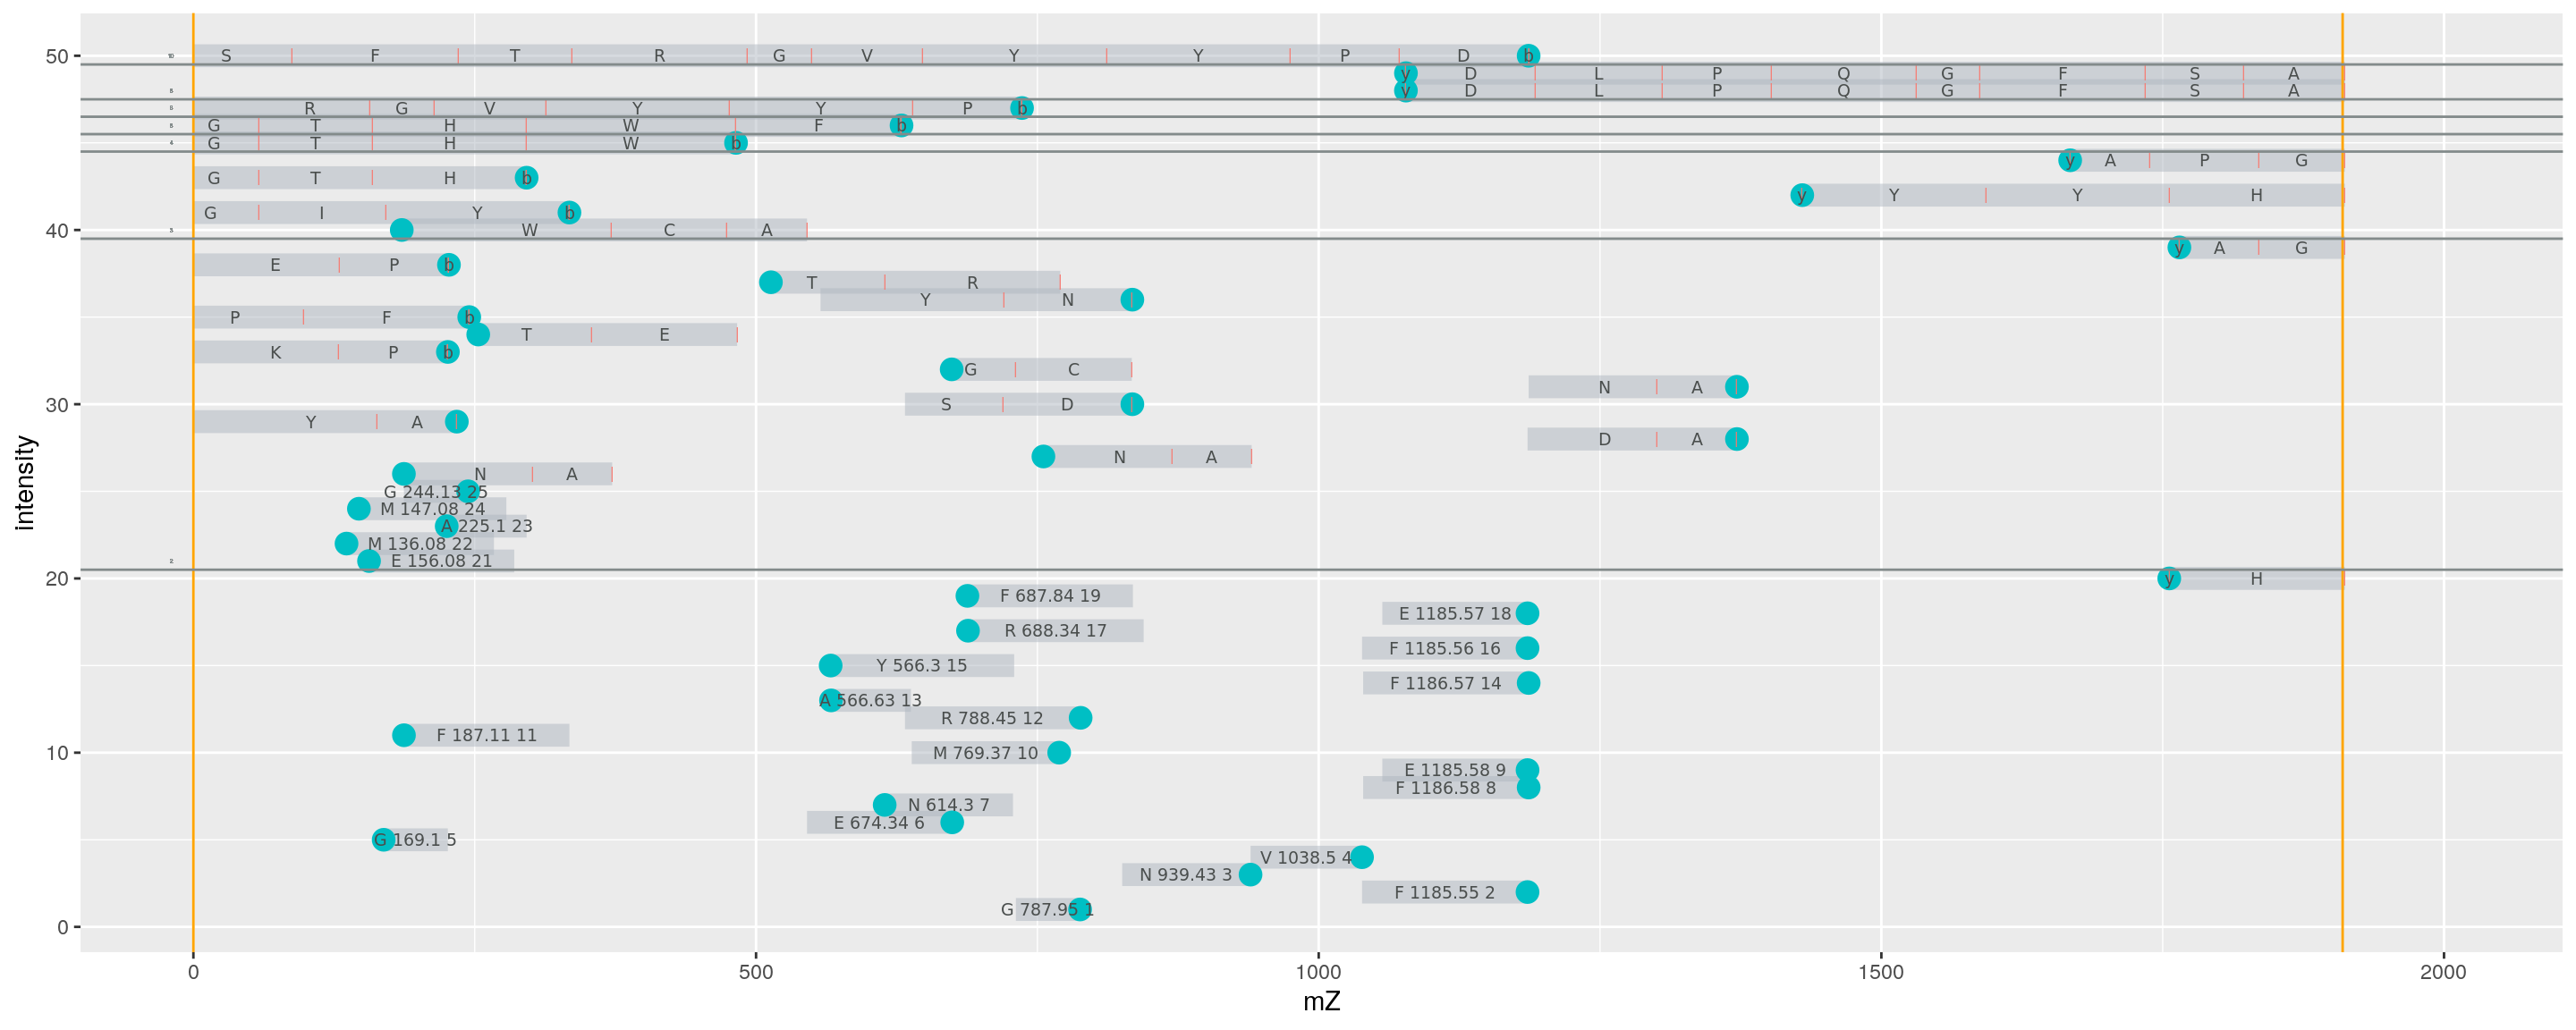 50 10 S F T R G V Y Y P D b
y D L P Q G F S A
y D L P Q G F S A
R G V Y Y P b
G T H W F b
G T H W b
y A P G
G T H b
y Y Y H
G I Y b
40 W C A
y A G
E P b
T R
Y N
P F b
T E
K P b
G C
N A
30 S D
Y A
D A
N A
N A
G 244.13 25
M 147.08 24
A 225.1 23
M 136.08 22
E 156.08 21
20 y H
F 687.84 19
E 1185.57 18
R 688.34 17
F 1185.56 16
Y 566.3 15
F 1186.57 14
A 566.63 13
R 788.45 12
F 187.11 11
10 M 769.37 10
E 1185.58 9
F 1186.58 8
N 614.3 7
E 674.34 6
G 169.1 5
V 1038.5 4
N 939.43 3
F 1185.55 2
G 787.95 1
0
intensity
0 500 1000 1500 2000
mZ